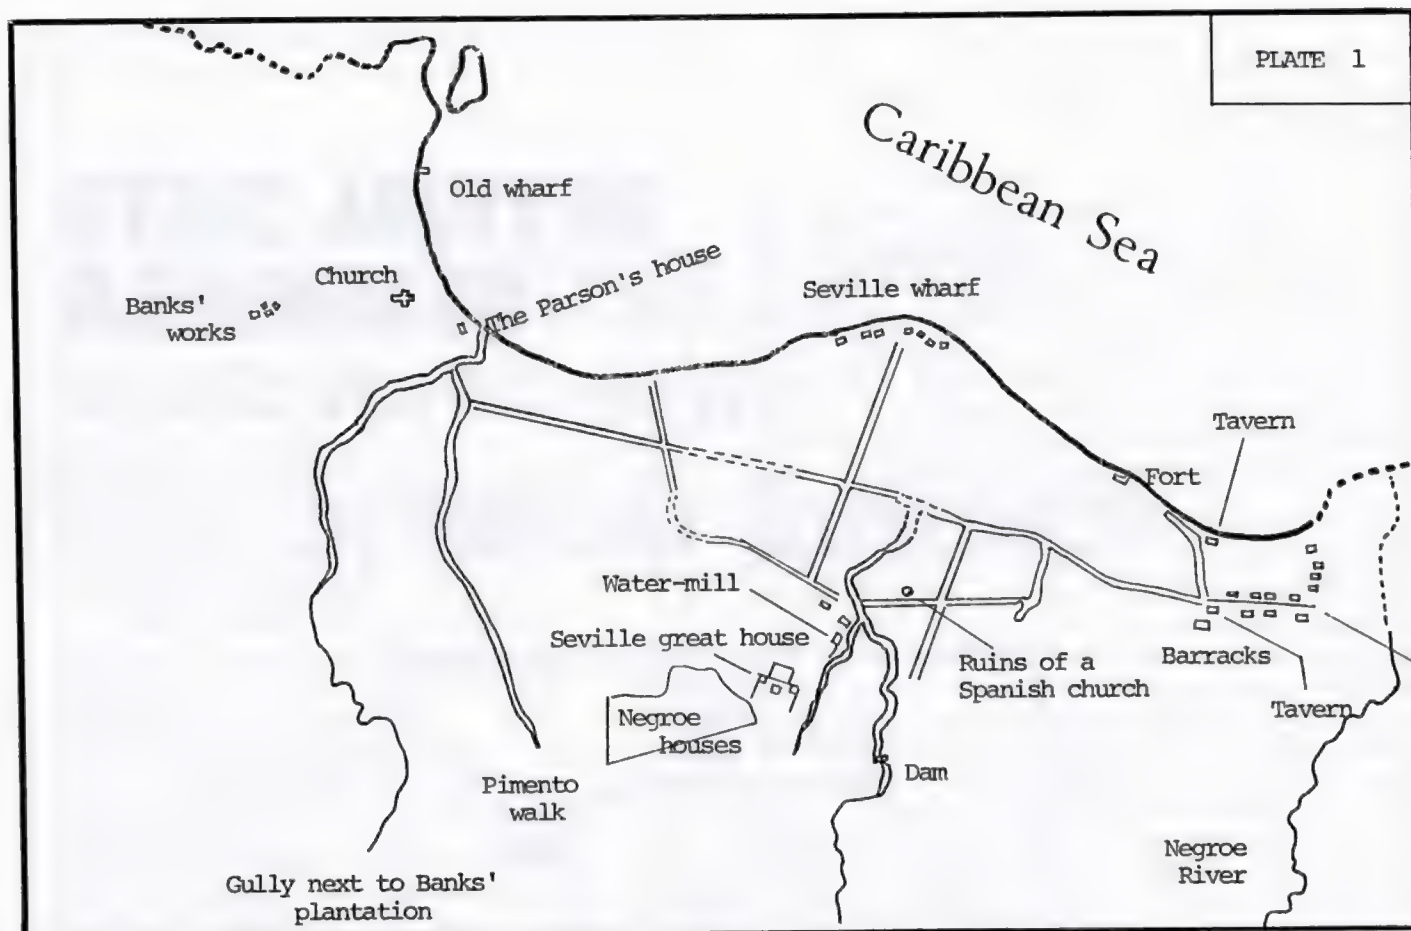 PLATE 1
Caribbean Sea
Old wharf
The Parson's house
Church
Banks'
works
Seville wharf
Tavern
Fort
Water-mill
Seville great house
Negroe
houses
Ruins of a
Spanish church
Barracks
Tavern
Pimento
walk
Dam
Negroe
River
Gully next to Banks'
plantation